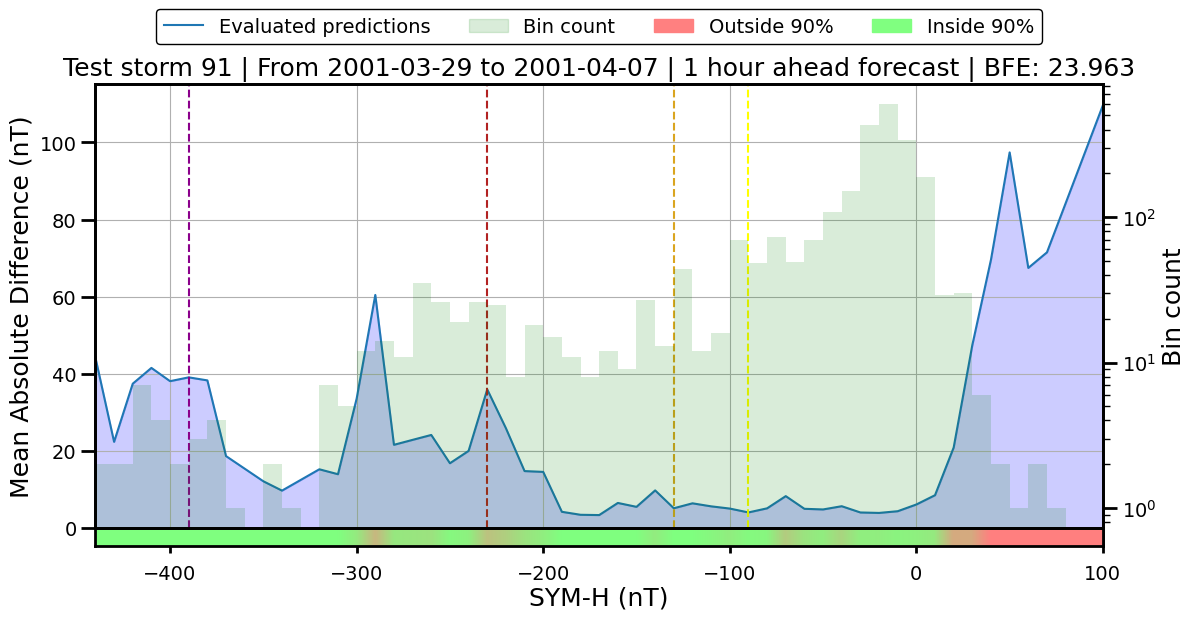 Evaluated predictions Bin count Outside 90% Inside 90%
Test storm 91 | From 2001-03-29 to 2001-04-07 | 1 hour ahead forecast | BFE: 23.963
Mean Absolute Difference (nT)
100
80
60
40
20
0
10²
10¹
10⁰
Bin count
−400 −300 −200 −100 0 100
SYM-H (nT)